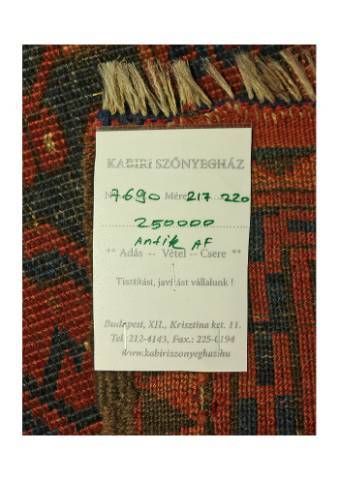 KABIRI SZŐNYEGHÁZ
7690 Mére 217 220
250000
Antik AF
** Adás -- Vétel -- Csere **
Tisztítást, javítást vállalunk !
Budapest, XII., Krisztina krt. 11.
Tel: 212-4143, Fax.: 225-0194
www.kabiriszonyeghaz.hu